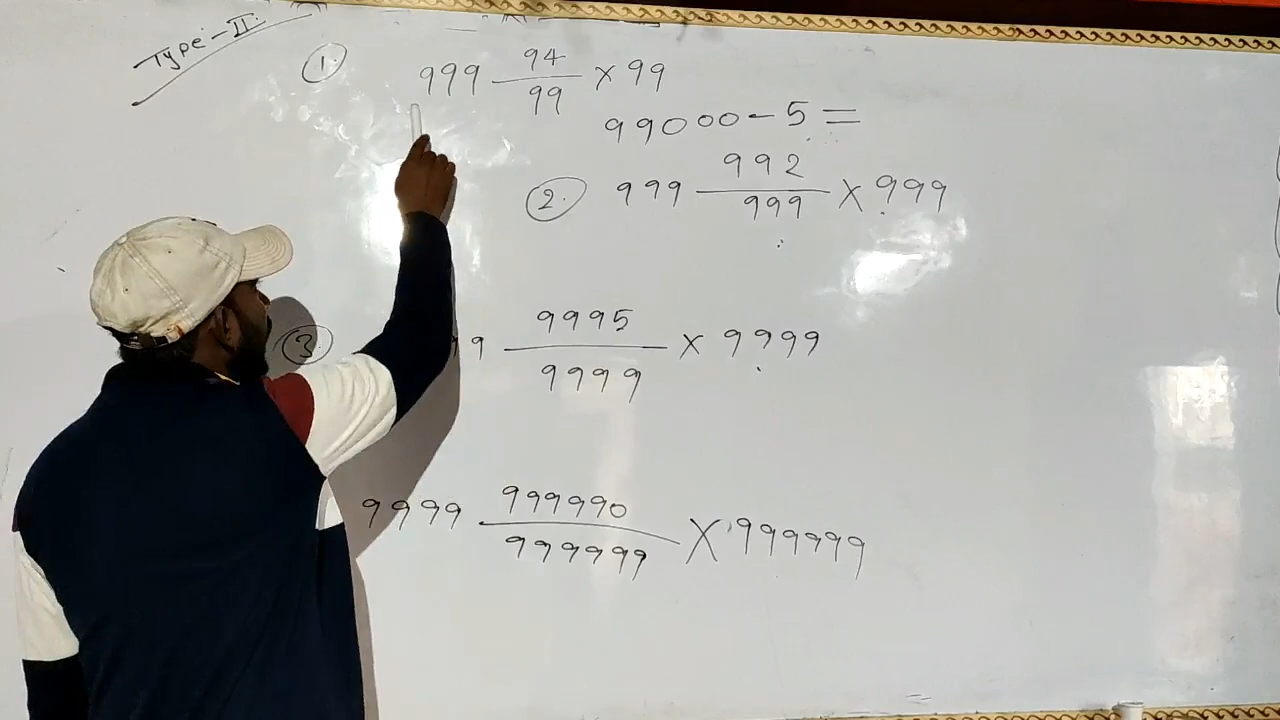 Type-II.
1. 999 94/99 × 99
99000 - 5 =
2. 999 992/999 × 999
3 99 9995/9999 × 9999
9999 999990/999999 × 999999